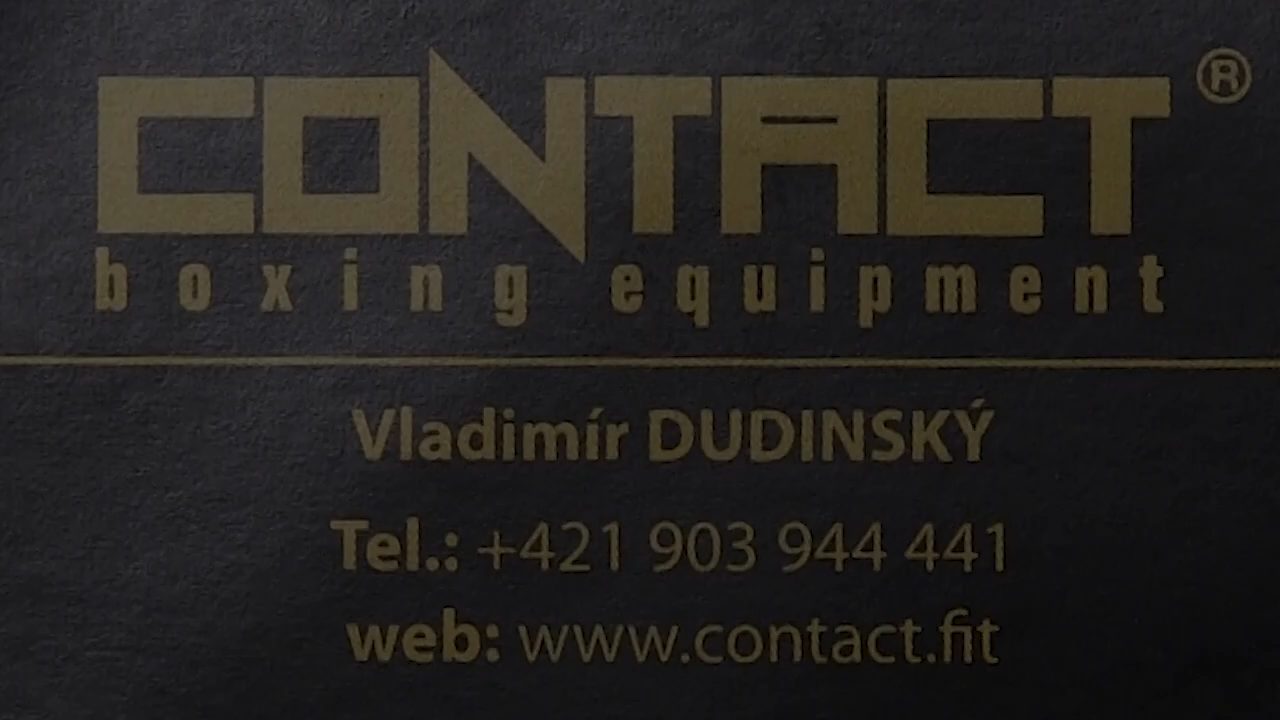 CONTACT ®
boxing equipment
Vladimír DUDINSKÝ
Tel.: +421 903 944 441
web: www.contact.fit